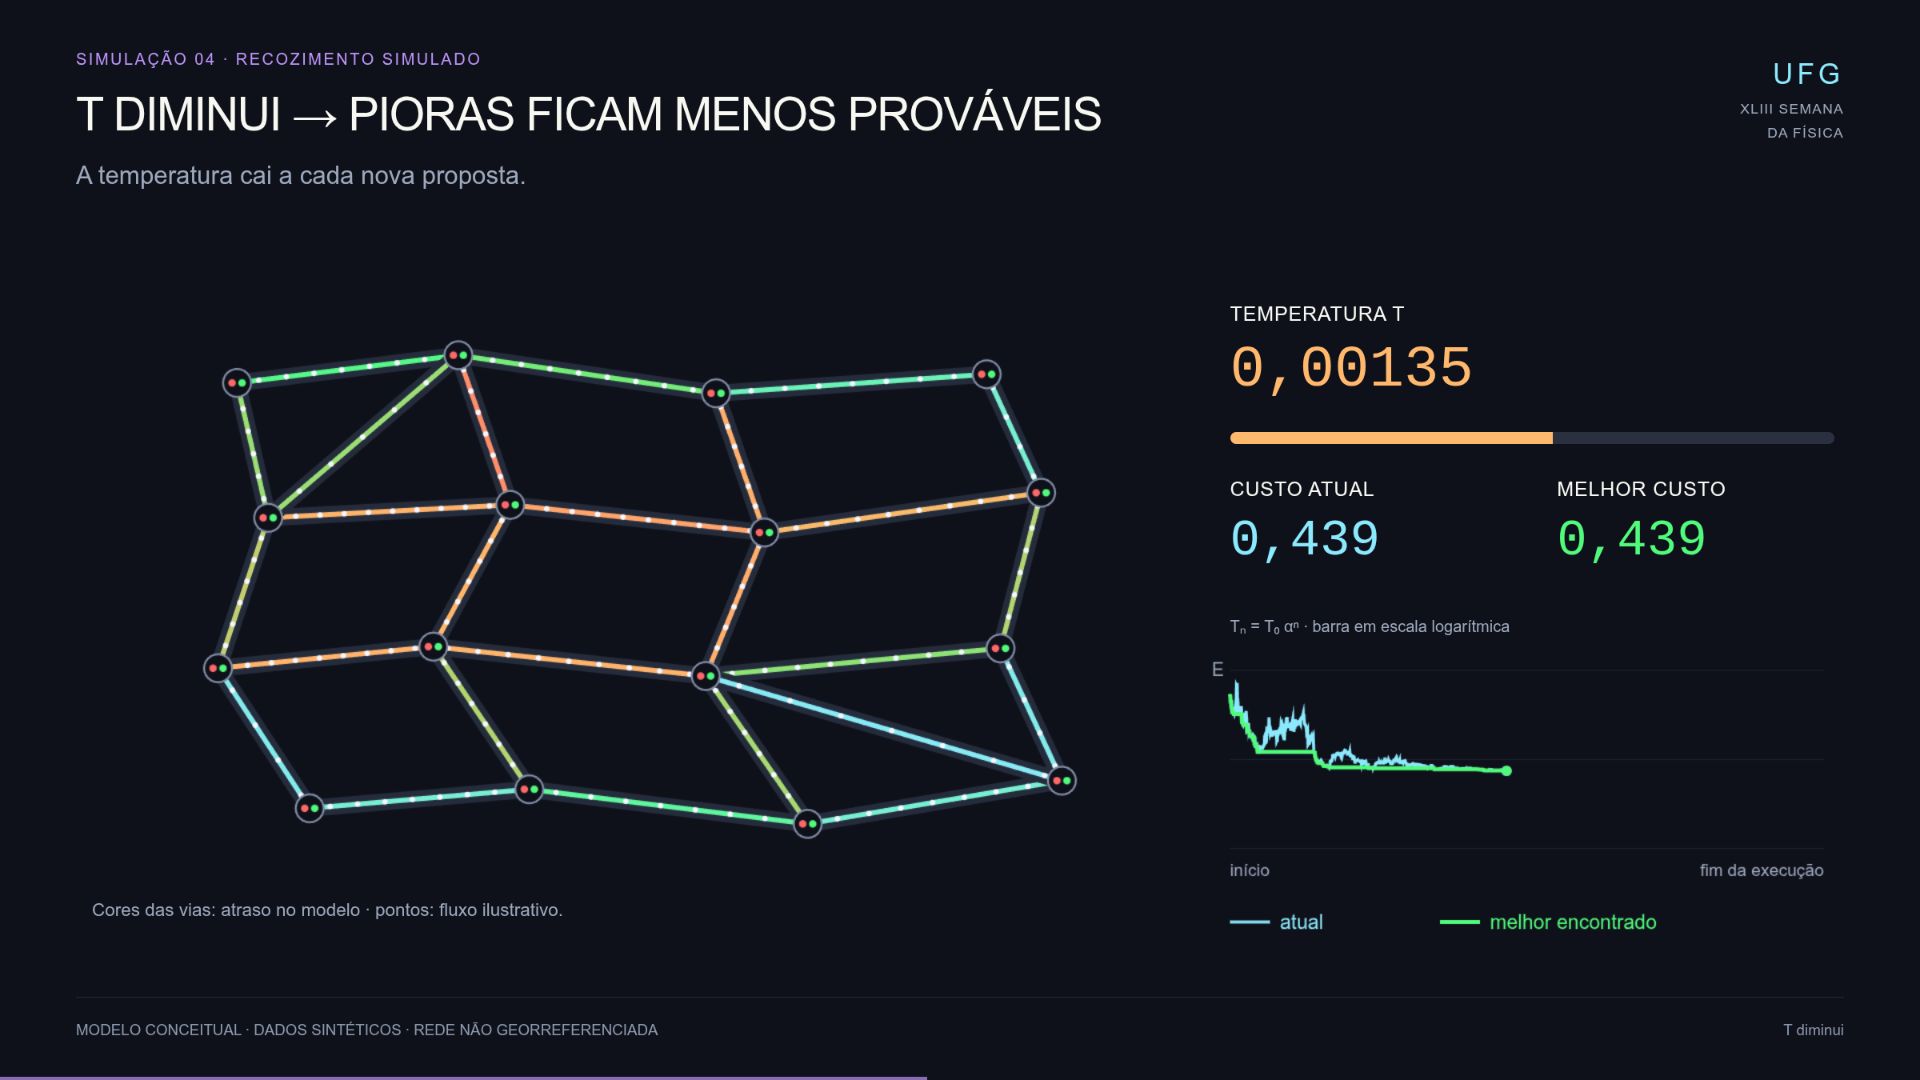 SIMULAÇÃO 04 · RECOZIMENTO SIMULADO
T DIMINUI → PIORAS FICAM MENOS PROVÁVEIS
A temperatura cai a cada nova proposta.
UFG
XLIII SEMANA
DA FÍSICA
TEMPERATURA T
0,00135
CUSTO ATUAL
0,439
MELHOR CUSTO
0,439
Tₙ = T₀ αⁿ · barra em escala logarítmica
E
início
fim da execução
atual
melhor encontrado
Cores das vias: atraso no modelo · pontos: fluxo ilustrativo.
MODELO CONCEITUAL · DADOS SINTÉTICOS · REDE NÃO GEORREFERENCIADA
T diminui